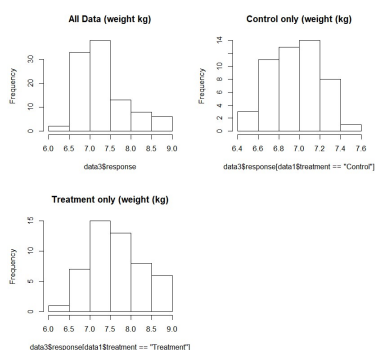 All Data (weight kg)
Frequency
0 10 20 30
6.0 6.5 7.0 7.5 8.0 8.5 9.0
data3$response
Control only (weight (kg)
Frequency
0 2 4 6 8 10 14
6.4 6.6 6.8 7.0 7.2 7.4 7.6
data3$response[data1$treatment == "Control"]
Treatment only (weight (kg)
Frequency
0 5 10 15
6.0 6.5 7.0 7.5 8.0 8.5 9.0
data3$response[data1$treatment == "Treatment"]